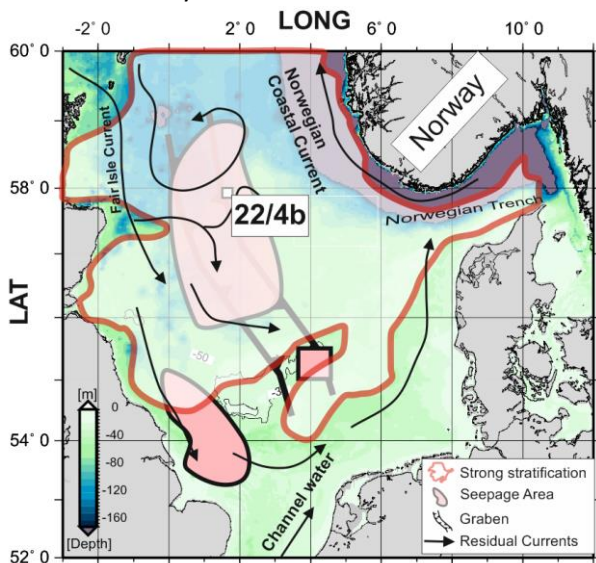 LONG
-2° 0 2° 0 6° 0 10° 0
60° 0
58° 0
LAT
54° 0
52° 0
Norway
Norwegian
Coastal Current
Fair Isle Current
Norwegian Trench
22/4b
-50
Channel water
[m]
0
-40
-80
-120
-160
[Depth]
Strong stratification
Seepage Area
Graben
Residual Currents